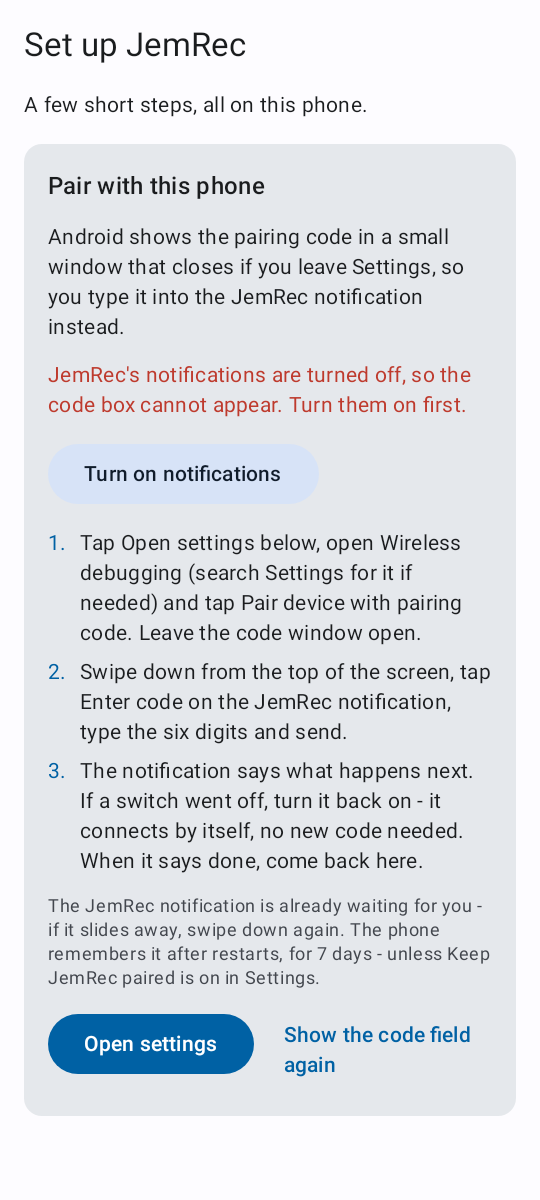 Set up JemRec
A few short steps, all on this phone.
Pair with this phone
Android shows the pairing code in a small
window that closes if you leave Settings, so
you type it into the JemRec notification
instead.
JemRec's notifications are turned off, so the
code box cannot appear. Turn them on first.
Turn on notifications
1. Tap Open settings below, open Wireless
debugging (search Settings for it if
needed) and tap Pair device with pairing
code. Leave the code window open.
2. Swipe down from the top of the screen, tap
Enter code on the JemRec notification,
type the six digits and send.
3. The notification says what happens next.
If a switch went off, turn it back on - it
connects by itself, no new code needed.
When it says done, come back here.
The JemRec notification is already waiting for you -
if it slides away, swipe down again. The phone
remembers it after restarts, for 7 days - unless Keep
JemRec paired is on in Settings.
Open settings
Show the code field
again